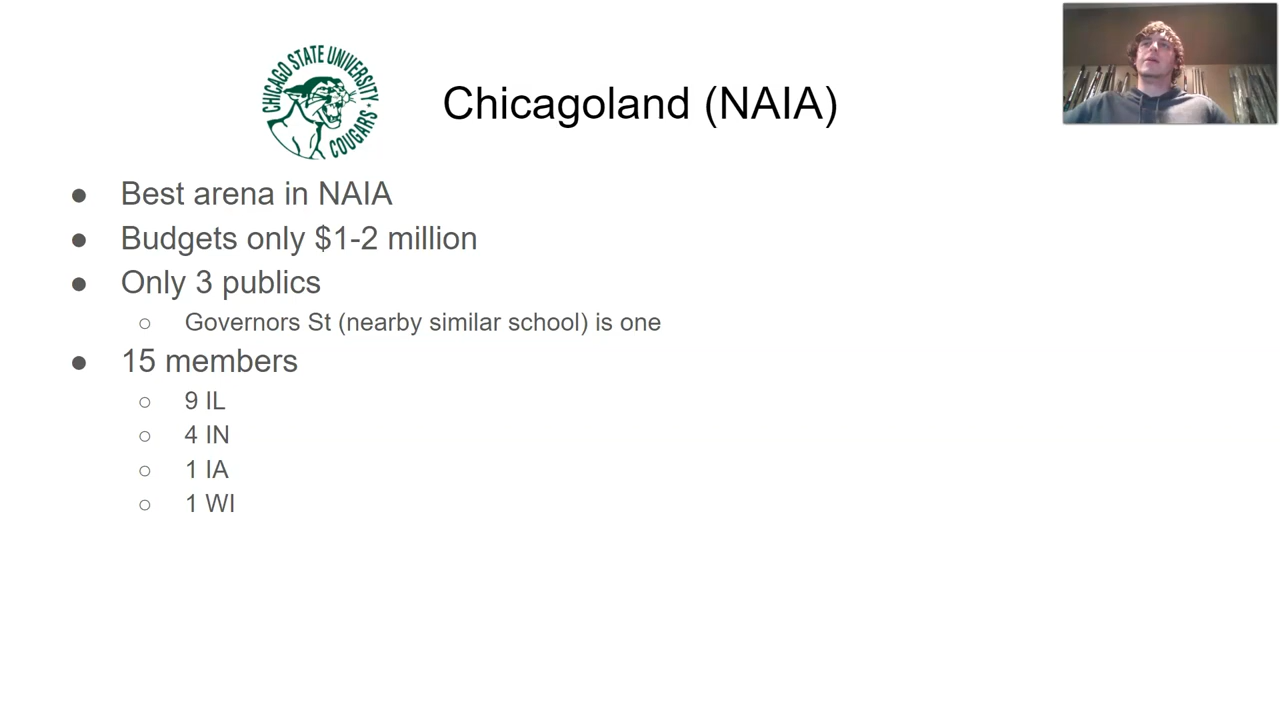 CHICAGO STATE UNIVERSITY
COUGARS
Chicagoland (NAIA)
● Best arena in NAIA
● Budgets only $1-2 million
● Only 3 publics
○ Governors St (nearby similar school) is one
● 15 members
○ 9 IL
○ 4 IN
○ 1 IA
○ 1 WI